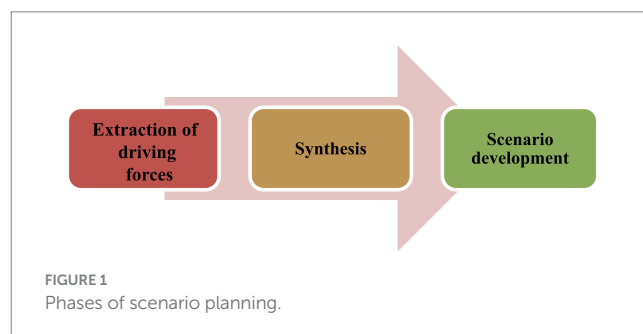 Extraction of
driving
forces
Synthesis
Scenario
development
FIGURE 1
Phases of scenario planning.